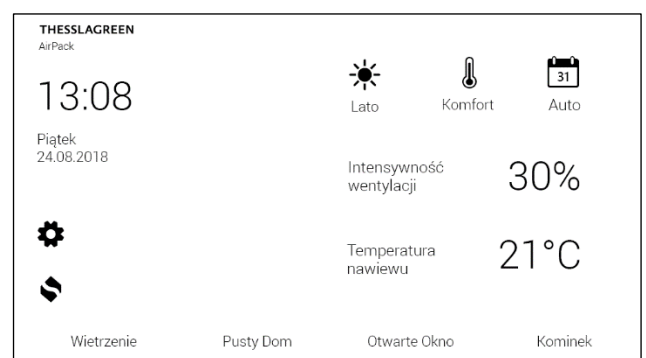 THESSLAGREEN
AirPack
13:08
Piątek
24.08.2018
31
Lato
Komfort
Auto
Intensywność
wentylacji
30%
Temperatura
nawiewu
21°C
Wietrzenie
Pusty Dom
Otwarte Okno
Kominek